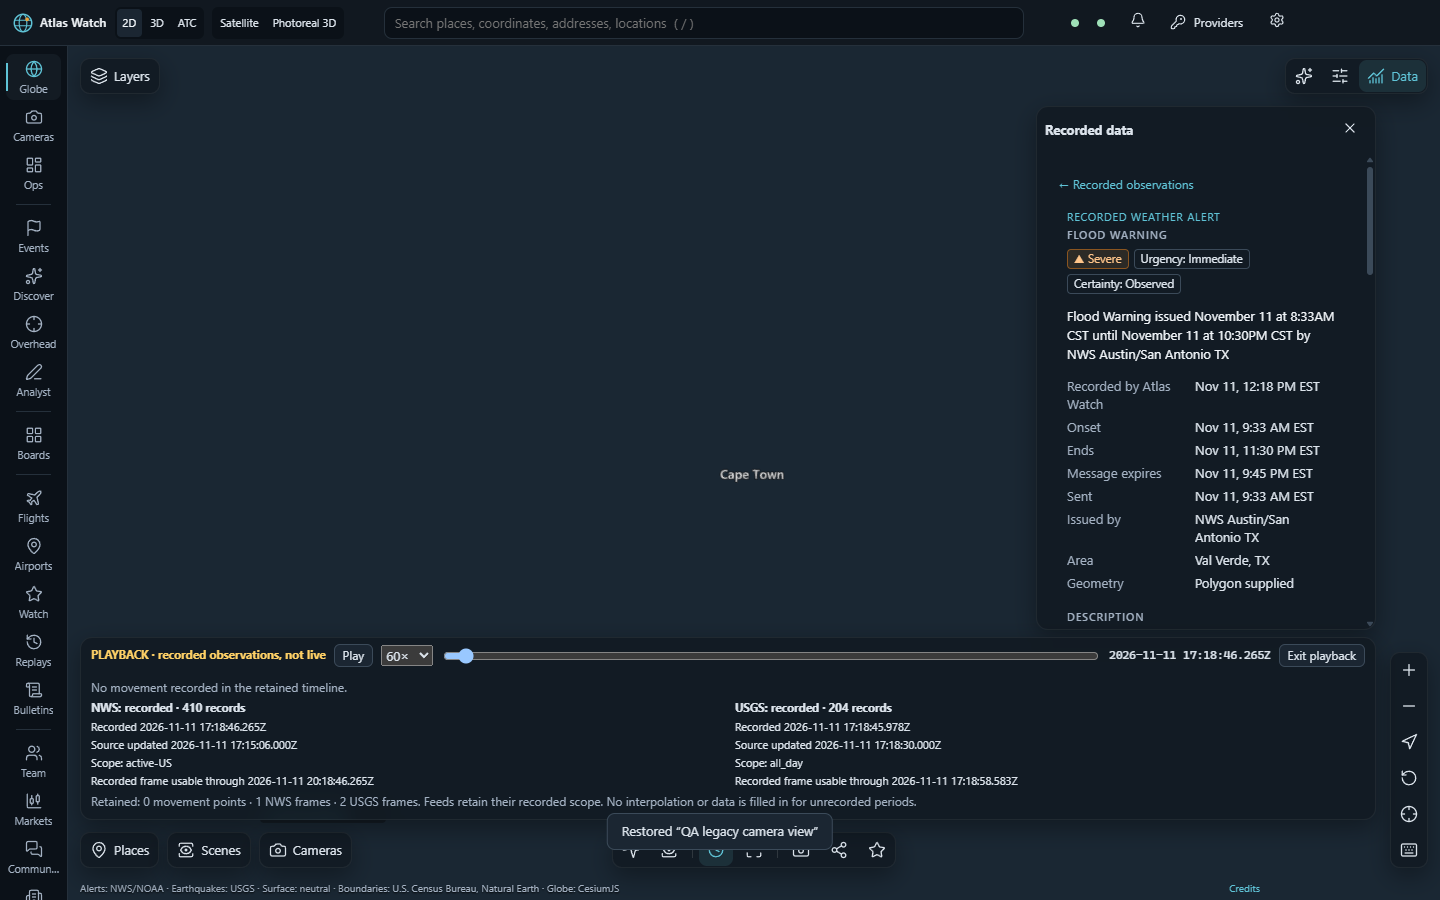 Atlas Watch 2D 3D ATC Satellite Photoreal 3D Search places, coordinates, addresses, locations ( / ) Providers
Globe
Cameras
Ops
Events
Discover
Overhead
Analyst
Boards
Flights
Airports
Watch
Replays
Bulletins
Team
Markets
Commun...
Layers
Data
Recorded data
← Recorded observations
RECORDED WEATHER ALERT
FLOOD WARNING
Severe Urgency: Immediate
Certainty: Observed
Flood Warning issued November 11 at 8:33AM
CST until November 11 at 10:30PM CST by
NWS Austin/San Antonio TX
Recorded by Atlas Watch Nov 11, 12:18 PM EST
Onset Nov 11, 9:33 AM EST
Ends Nov 11, 11:30 PM EST
Message expires Nov 11, 9:45 PM EST
Sent Nov 11, 9:33 AM EST
Issued by NWS Austin/San Antonio TX
Area Val Verde, TX
Geometry Polygon supplied
DESCRIPTION
Cape Town
PLAYBACK · recorded observations, not live Play 60× 2026-11-11 17:18:46.265Z Exit playback
No movement recorded in the retained timeline.
NWS: recorded · 410 records
Recorded 2026-11-11 17:18:46.265Z
Source updated 2026-11-11 17:15:06.000Z
Scope: active-US
Recorded frame usable through 2026-11-11 20:18:46.265Z
USGS: recorded · 204 records
Recorded 2026-11-11 17:18:45.978Z
Source updated 2026-11-11 17:18:30.000Z
Scope: all_day
Recorded frame usable through 2026-11-11 17:18:58.583Z
Retained: 0 movement points · 1 NWS frames · 2 USGS frames. Feeds retain their recorded scope. No interpolation or data is filled in for unrecorded periods.
Restored “QA legacy camera view”
Places Scenes Cameras
Alerts: NWS/NOAA · Earthquakes: USGS · Surface: neutral · Boundaries: U.S. Census Bureau, Natural Earth · Globe: CesiumJS
Credits